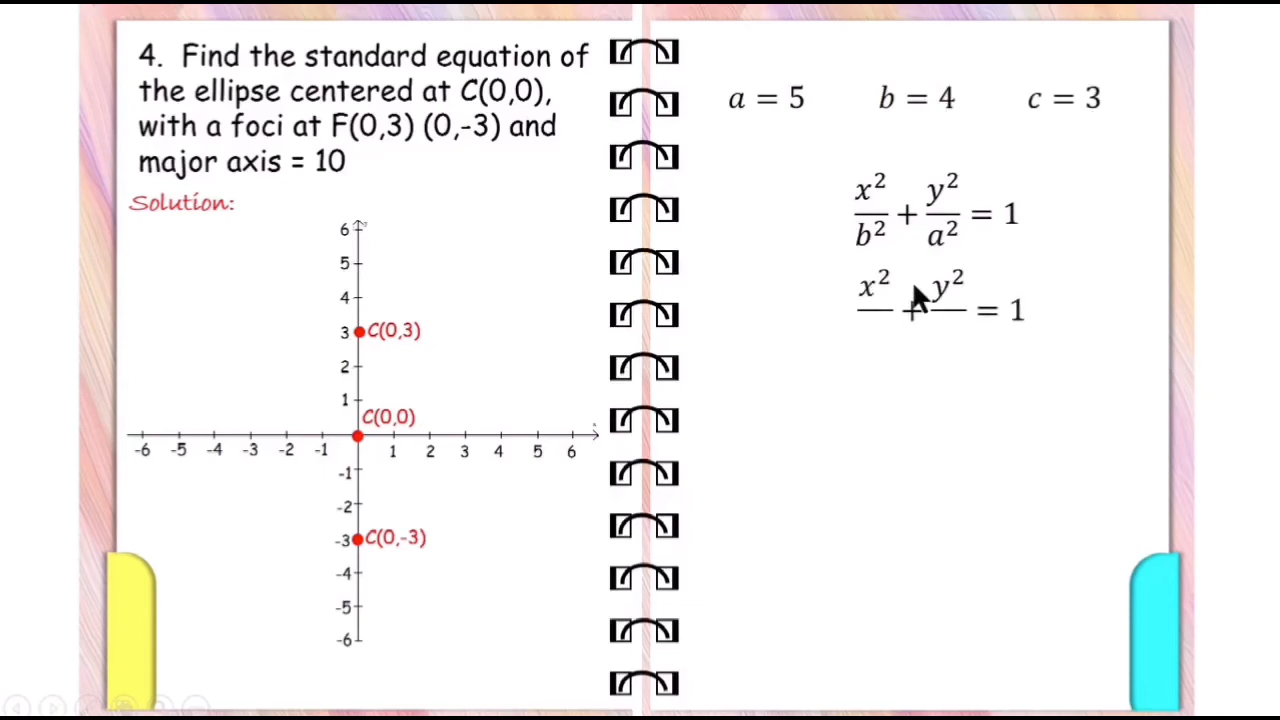 4. Find the standard equation of
the ellipse centered at C(0,0),
with a foci at F(0,3) (0,-3) and
major axis = 10
Solution:
6
5
4
3 C(0,3)
2
1
C(0,0)
-6 -5 -4 -3 -2 -1 1 2 3 4 5 6
-1
-2
-3 C(0,-3)
-4
-5
-6
a = 5 b = 4 c = 3
x²/b² + y²/a² = 1
x²/ + y²/ = 1